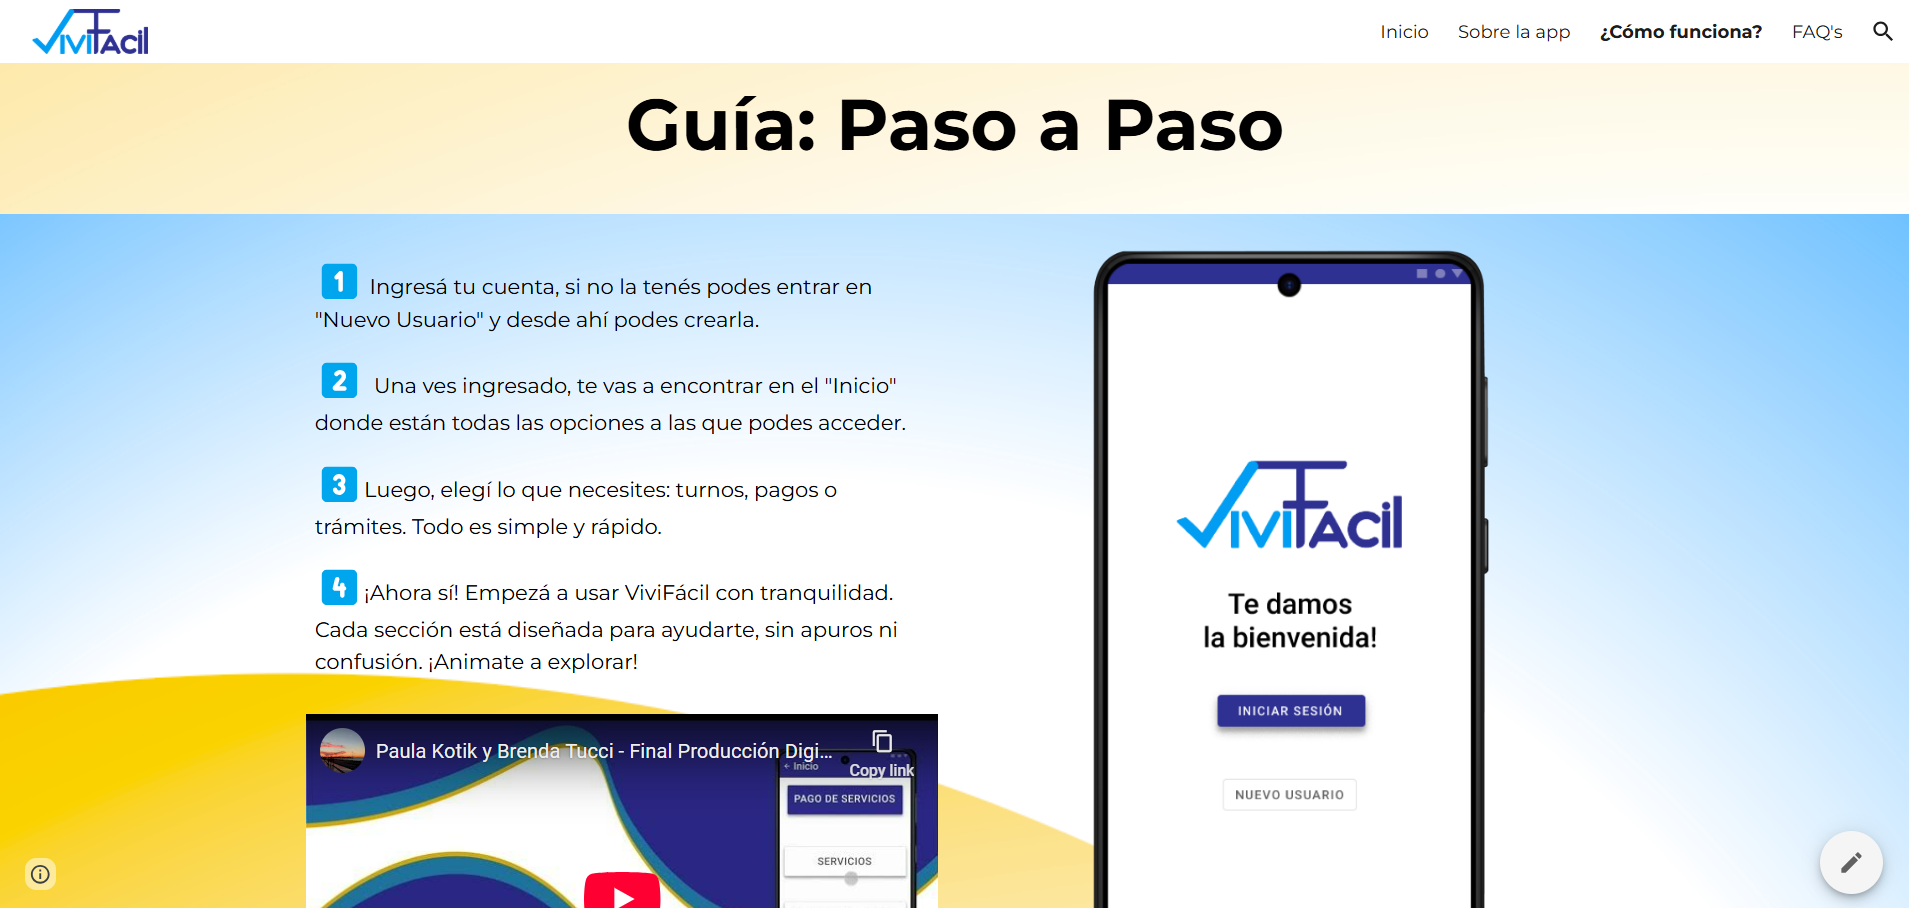 ViviFacil
Inicio
Sobre la app
¿Cómo funciona?
FAQ's
Guía: Paso a Paso
1 Ingresá tu cuenta, si no la tenés podes entrar en
"Nuevo Usuario" y desde ahí podes crearla.
2 Una ves ingresado, te vas a encontrar en el "Inicio"
donde están todas las opciones a las que podes acceder.
3 Luego, elegí lo que necesites: turnos, pagos o
trámites. Todo es simple y rápido.
4 ¡Ahora sí! Empezá a usar ViviFácil con tranquilidad.
Cada sección está diseñada para ayudarte, sin apuros ni
confusión. ¡Animate a explorar!
Paula Kotik y Brenda Tucci - Final Producción Digi...
Copy link
Inicio
PAGO DE SERVICIOS
SERVICIOS
ViviFacil
Te damos
la bienvenida!
INICIAR SESIÓN
NUEVO USUARIO